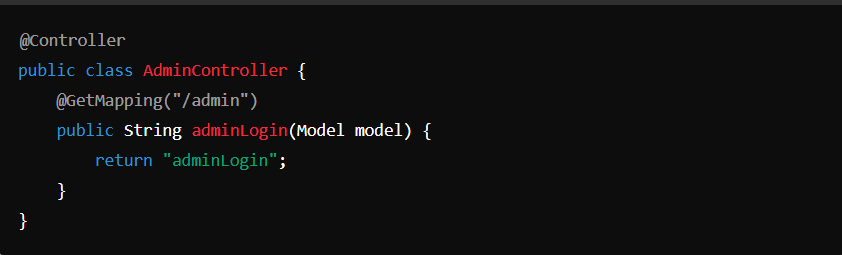 @Controller
public class AdminController {
    @GetMapping("/admin")
    public String adminLogin(Model model) {
        return "adminLogin";
    }
}